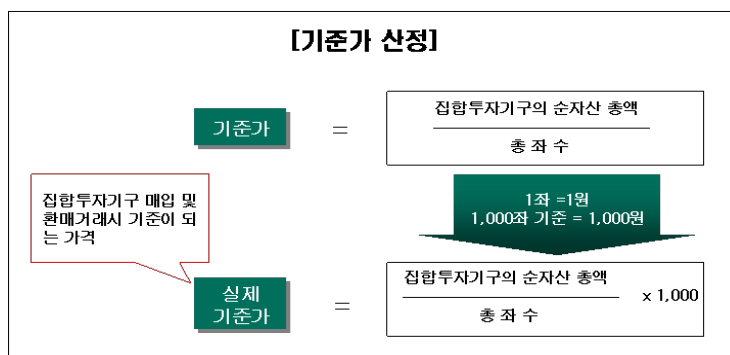 [기준가 산정]
기준가 =
집합투자기구의 순자산 총액
총 좌 수
집합투자기구 매입 및
환매거래시 기준이 되
는 가격
1좌 =1원
1,000좌 기준 = 1,000원
실제
기준가
=
집합투자기구의 순자산 총액
총 좌 수
x 1,000